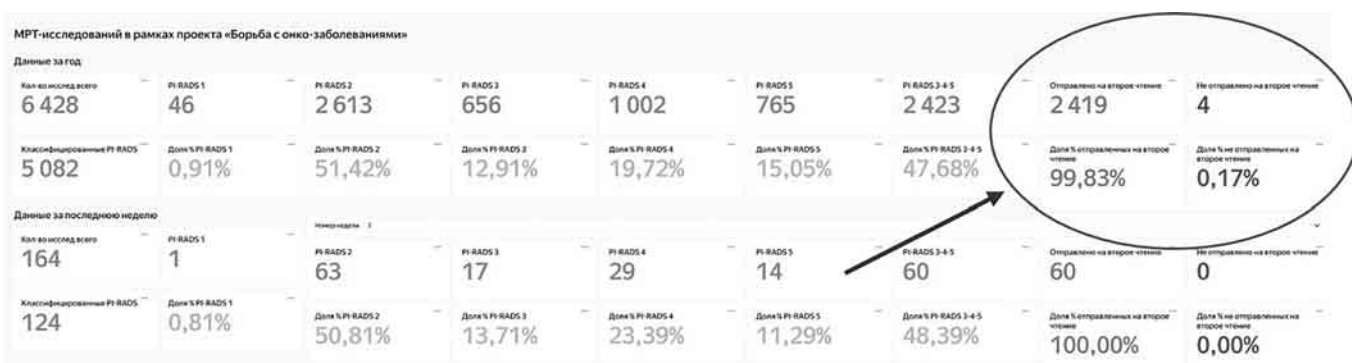 МРТ-исследований в рамках проекта «Борьба с онко-заболеваниями»
Данные за год
Кол-во исслед всего PI-RADS 1 PI-RADS 2 PI-RADS 3 PI-RADS 4 PI-RADS 5 PI-RADS 3-4-5 Отправлено на второе чтение Не отправлено на второе чтение
6 428 46 2 613 656 1 002 765 2 423 2 419 4
Классифицированные PI-RADS Доля % PI-RADS 1 Доля % PI-RADS 2 Доля % PI-RADS 3 Доля % PI-RADS 4 Доля % PI-RADS 5 Доля % PI-RADS 3-4-5 Доля % отправленных на второе чтение Доля % не отправленных на второе чтение
5 082 0,91% 51,42% 12,91% 19,72% 15,05% 47,68% 99,83% 0,17%
Данные за последнюю неделю
Номер недели 3
Кол-во исслед всего PI-RADS 1 PI-RADS 2 PI-RADS 3 PI-RADS 4 PI-RADS 5 PI-RADS 3-4-5 Отправлено на второе чтение Не отправлено на второе чтение
164 1 63 17 29 14 60 60 0
Классифицированные PI-RADS Доля % PI-RADS 1 Доля % PI-RADS 2 Доля % PI-RADS 3 Доля % PI-RADS 4 Доля % PI-RADS 5 Доля % PI-RADS 3-4-5 Доля % отправленных на второе чтение Доля % не отправленных на второе чтение
124 0,81% 50,81% 13,71% 23,39% 11,29% 48,39% 100,00% 0,00%